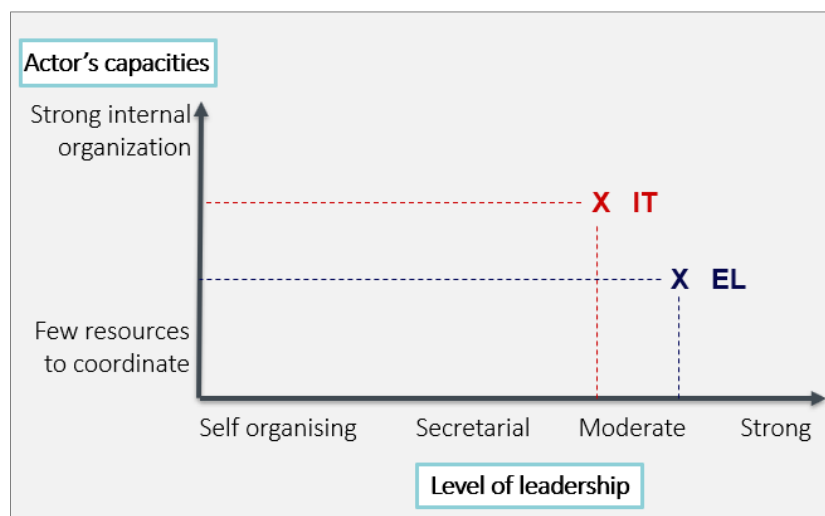 Actor’s capacities
Strong internal
organization
X IT
X EL
Few resources
to coordinate
Self organising Secretarial Moderate Strong
Level of leadership